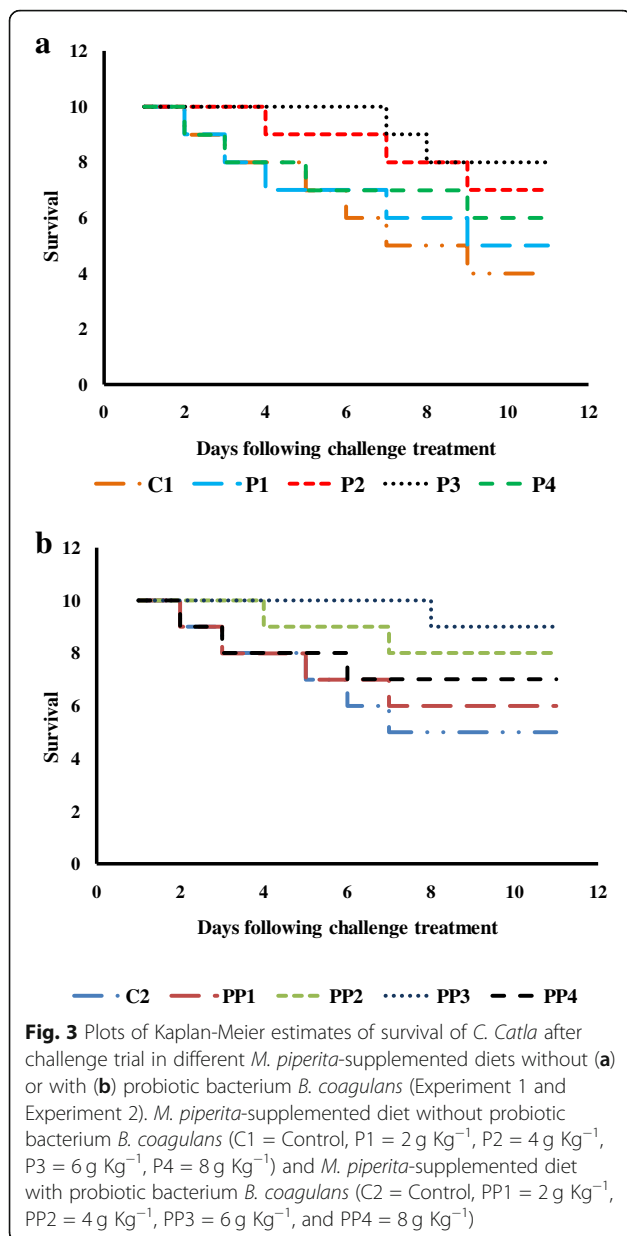 a
12
10
8
6
4
2
0
Survival
0 2 4 6 8 10 12
Days following challenge treatment
C1 P1 P2 P3 P4
b
12
10
8
6
4
2
0
Survival
0 2 4 6 8 10 12
Days following challenge treatment
C2 PP1 PP2 PP3 PP4
Fig. 3 Plots of Kaplan-Meier estimates of survival of C. Catla after
challenge trial in different M. piperita-supplemented diets without (a)
or with (b) probiotic bacterium B. coagulans (Experiment 1 and
Experiment 2). M. piperita-supplemented diet without probiotic
bacterium B. coagulans (C1 = Control, P1 = 2 g Kg⁻¹, P2 = 4 g Kg⁻¹,
P3 = 6 g Kg⁻¹, P4 = 8 g Kg⁻¹) and M. piperita-supplemented diet
with probiotic bacterium B. coagulans (C2 = Control, PP1 = 2 g Kg⁻¹,
PP2 = 4 g Kg⁻¹, PP3 = 6 g Kg⁻¹, and PP4 = 8 g Kg⁻¹)